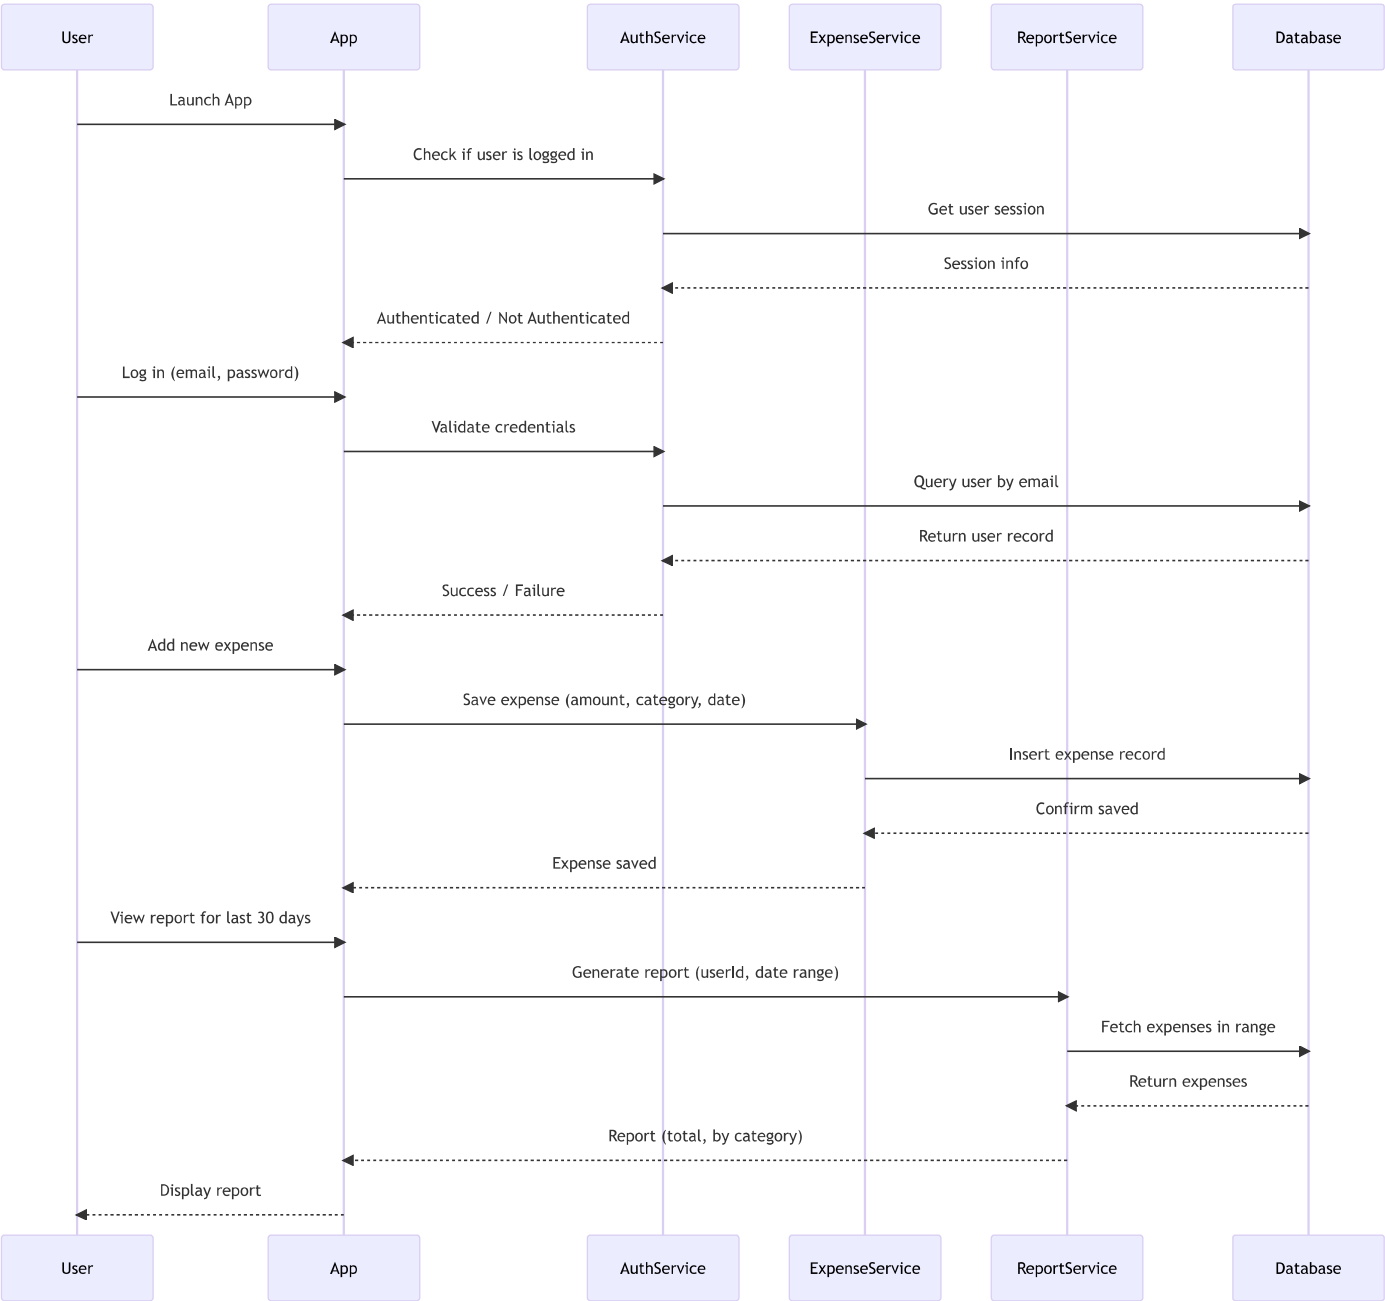 User
App
AuthService
ExpenseService
ReportService
Database
Launch App
Check if user is logged in
Get user session
Session info
Authenticated / Not Authenticated
Log in (email, password)
Validate credentials
Query user by email
Return user record
Success / Failure
Add new expense
Save expense (amount, category, date)
Insert expense record
Confirm saved
Expense saved
View report for last 30 days
Generate report (userId, date range)
Fetch expenses in range
Return expenses
Report (total, by category)
Display report
User
App
AuthService
ExpenseService
ReportService
Database